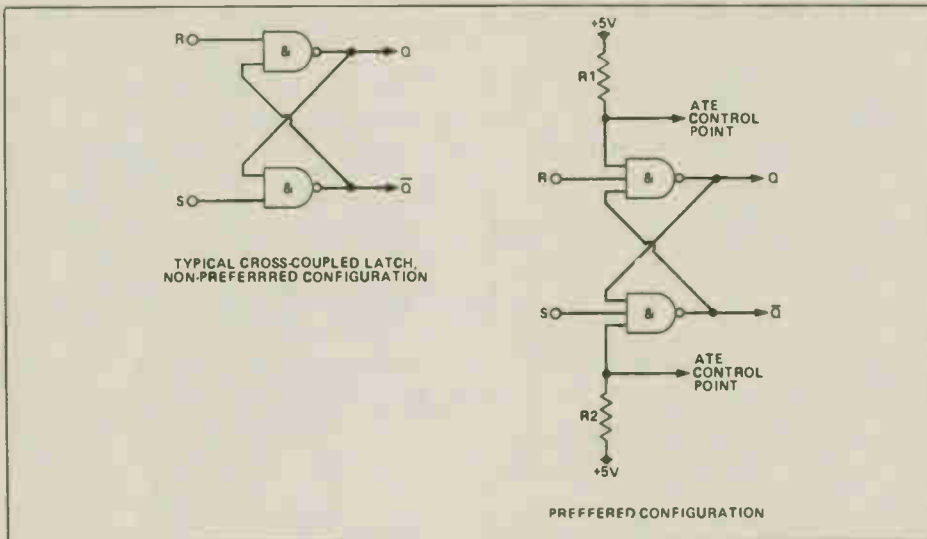 R
&
Q
&
Q̅
S
TYPICAL CROSS-COUPLED LATCH,
NON-PREFERRRED CONFIGURATION
+5V
R1
ATE
CONTROL
POINT
R
&
Q
S
&
Q̅
ATE
CONTROL
POINT
R2
+5V
PREFFERED CONFIGURATION